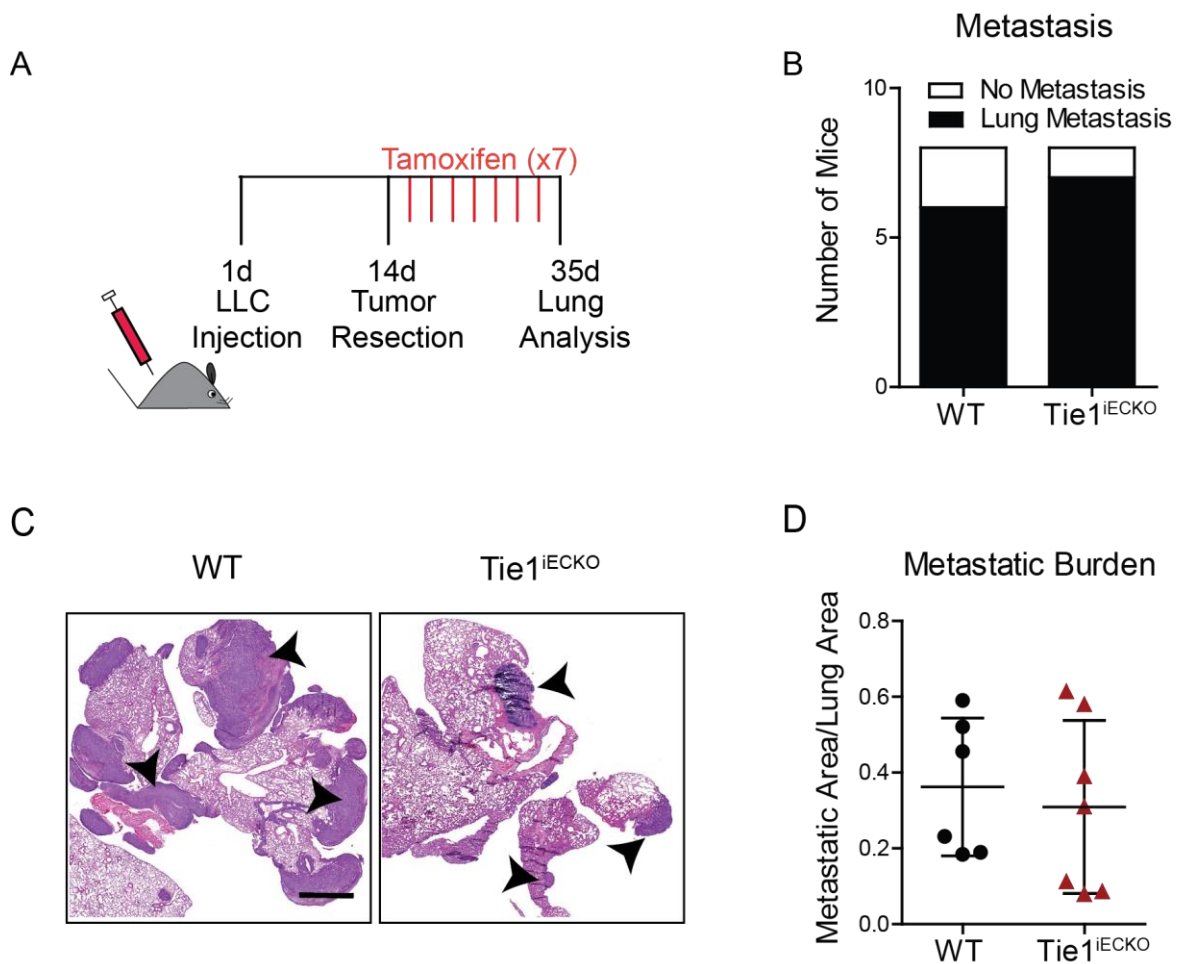 A
Tamoxifen (x7)
1d
LLC
Injection
14d
Tumor
Resection
35d
Lung
Analysis
B
Metastasis
No Metastasis
Lung Metastasis
Number of Mice
10
5
0
WT
Tie1iECKO
C
WT
Tie1iECKO
D
Metastatic Burden
Metastatic Area/Lung Area
0.8
0.6
0.4
0.2
0.0
WT
Tie1iECKO